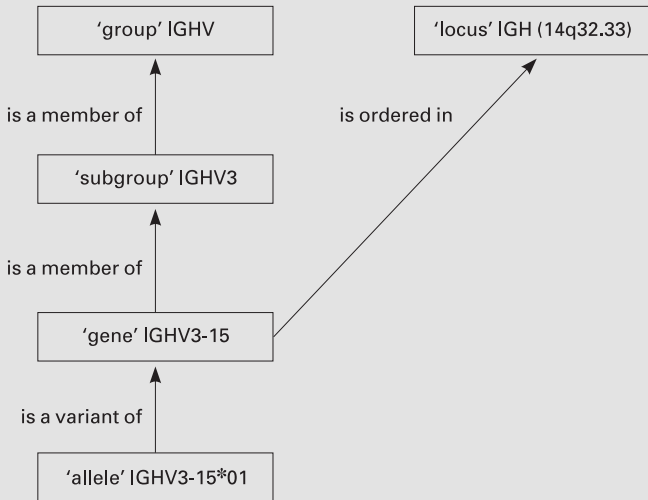 ‘group’ IGHV
‘locus’ IGH (14q32.33)
is a member of
is ordered in
‘subgroup’ IGHV3
is a member of
‘gene’ IGHV3-15
is a variant of
‘allele’ IGHV3-15*01